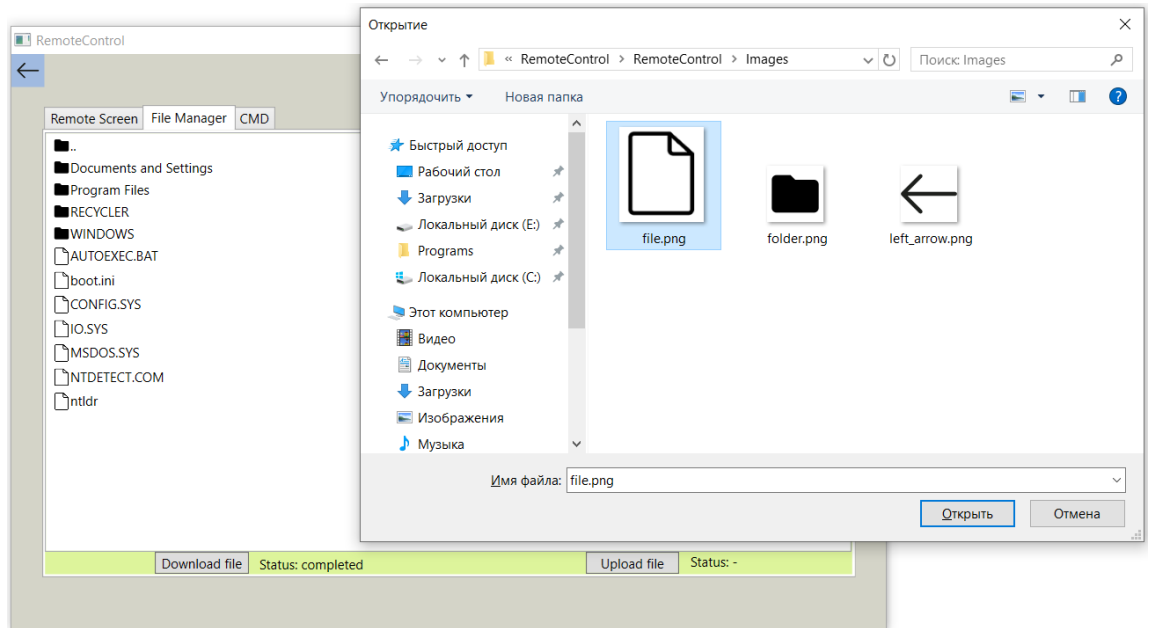 RemoteControl
Remote Screen File Manager CMD
..
Documents and Settings
Program Files
RECYCLER
WINDOWS
AUTOEXEC.BAT
boot.ini
CONFIG.SYS
IO.SYS
MSDOS.SYS
NTDETECT.COM
ntldr
Download file Status: completed Upload file Status: -
Открытие
« RemoteControl > RemoteControl > Images
Поиск: Images
Упорядочить Новая папка
Быстрый доступ
Рабочий стол
Загрузки
Локальный диск (E:)
Programs
Локальный диск (C:)
Этот компьютер
Видео
Документы
Загрузки
Изображения
Музыка
file.png folder.png left_arrow.png
Имя файла: file.png
Открыть Отмена